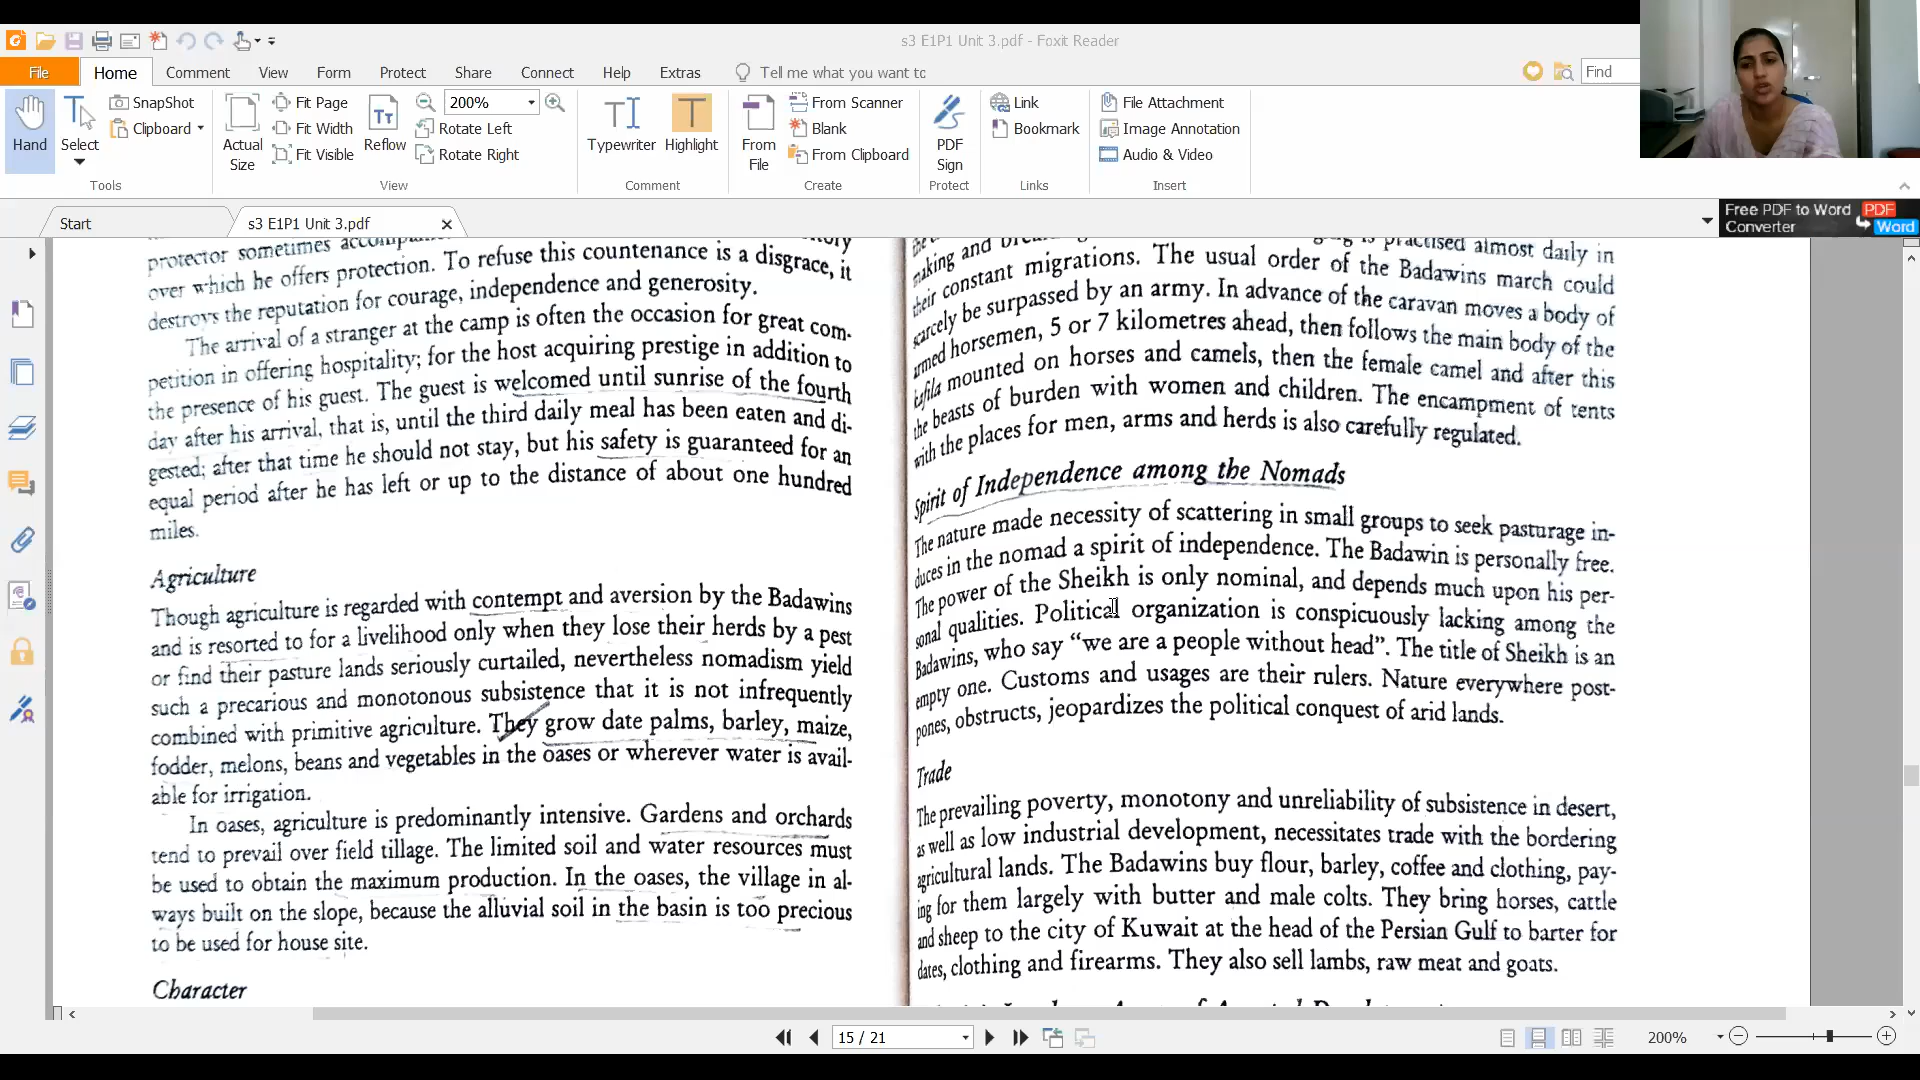 s3 E1P1 Unit 3.pdf - Foxit Reader
File Home Comment View Form Protect Share Connect Help Extras Tell me what you want to Find
Hand
Select
SnapShot
Clipboard
Tools
Actual Size
Fit Page
Fit Width
Fit Visible
Reflow
200%
Rotate Left
Rotate Right
View
Typewriter
Highlight
Comment
From File
From Scanner
Blank
From Clipboard
Create
PDF Sign
Protect
Link
Bookmark
Links
File Attachment
Image Annotation
Audio & Video
Insert
Start
s3 E1P1 Unit 3.pdf
Free PDF to Word Converter
PDF
Word
protector sometimes
over which he offers protection. To refuse this countenance is a disgrace, it
destroys the reputation for courage, independence and generosity.
The arrival of a stranger at the camp is often the occasion for great com-
petition in offering hospitality; for the host acquiring prestige in addition to
the presence of his guest. The guest is welcomed until sunrise of the fourth
day after his arrival, that is, until the third daily meal has been eaten and di-
gested; after that time he should not stay, but his safety is guaranteed for an
equal period after he has left or up to the distance of about one hundred
miles.
Agriculture
Though agriculture is regarded with contempt and aversion by the Badawins
and is resorted to for a livelihood only when they lose their herds by a pest
or find their pasture lands seriously curtailed, nevertheless nomadism yield
such a precarious and monotonous subsistence that it is not infrequently
combined with primitive agriculture. They grow date palms, barley, maize,
fodder, melons, beans and vegetables in the oases or wherever water is avail-
able for irrigation.
In oases, agriculture is predominantly intensive. Gardens and orchards
tend to prevail over field tillage. The limited soil and water resources must
be used to obtain the maximum production. In the oases, the village in al-
ways built on the slope, because the alluvial soil in the basin is too precious
to be used for house site.
Character
is practised almost daily in
making and
their constant migrations. The usual order of the Badawins march could
scarcely be surpassed by an army. In advance of the caravan moves a body of
armed horsemen, 5 or 7 kilometres ahead, then follows the main body of the
kafila mounted on horses and camels, then the female camel and after this
the beasts of burden with women and children. The encampment of tents
with the places for men, arms and herds is also carefully regulated.
Spirit of Independence among the Nomads
The nature made necessity of scattering in small groups to seek pasturage in-
duces in the nomad a spirit of independence. The Badawin is personally free.
The power of the Sheikh is only nominal, and depends much upon his per-
sonal qualities. Political organization is conspicuously lacking among the
Badawins, who say “we are a people without head”. The title of Sheikh is an
empty one. Customs and usages are their rulers. Nature everywhere post-
pones, obstructs, jeopardizes the political conquest of arid lands.
Trade
The prevailing poverty, monotony and unreliability of subsistence in desert,
as well as low industrial development, necessitates trade with the bordering
agricultural lands. The Badawins buy flour, barley, coffee and clothing, pay-
ing for them largely with butter and male colts. They bring horses, cattle
and sheep to the city of Kuwait at the head of the Persian Gulf to barter for
dates, clothing and firearms. They also sell lambs, raw meat and goats.
15 / 21
200%